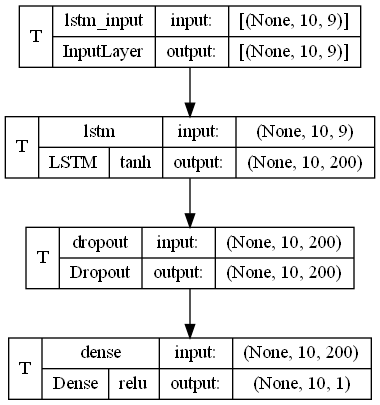 T lstm_input input: [(None, 10, 9)]
InputLayer output: [(None, 10, 9)]
T lstm input: (None, 10, 9)
LSTM tanh output: (None, 10, 200)
T dropout input: (None, 10, 200)
Dropout output: (None, 10, 200)
T dense input: (None, 10, 200)
Dense relu output: (None, 10, 1)